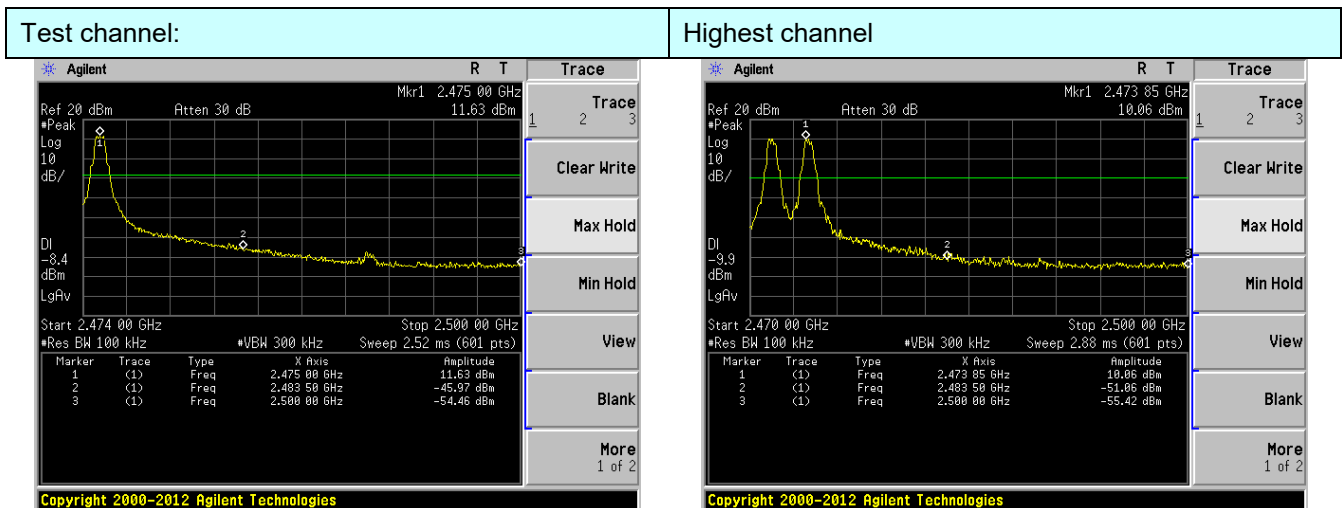 Test channel:
Highest channel
Agilent
R T
Trace
Mkr1 2.475 00 GHz
Ref 20 dBm Atten 30 dB 11.63 dBm
#Peak
Log
10
dB/
DI
-8.4
dBm
LgAv
1
2
3
Start 2.474 00 GHz Stop 2.500 00 GHz
#Res BW 100 kHz #VBW 300 kHz Sweep 2.52 ms (601 pts)
Marker Trace Type X Axis Amplitude
1 (1) Freq 2.475 00 GHz 11.63 dBm
2 (1) Freq 2.483 50 GHz -45.97 dBm
3 (1) Freq 2.500 00 GHz -54.46 dBm
Trace
1 2 3
Clear Write
Max Hold
Min Hold
View
Blank
More
1 of 2
Copyright 2000-2012 Agilent Technologies
Agilent
R T
Trace
Mkr1 2.473 85 GHz
Ref 20 dBm Atten 30 dB 10.06 dBm
#Peak
Log
10
dB/
DI
-9.9
dBm
LgAv
1
2
3
Start 2.470 00 GHz Stop 2.500 00 GHz
#Res BW 100 kHz #VBW 300 kHz Sweep 2.88 ms (601 pts)
Marker Trace Type X Axis Amplitude
1 (1) Freq 2.473 85 GHz 10.06 dBm
2 (1) Freq 2.483 50 GHz -51.06 dBm
3 (1) Freq 2.500 00 GHz -55.42 dBm
Trace
1 2 3
Clear Write
Max Hold
Min Hold
View
Blank
More
1 of 2
Copyright 2000-2012 Agilent Technologies